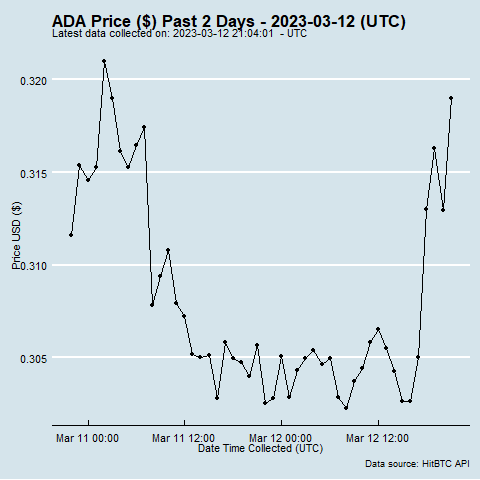 ADA Price ($) Past 2 Days - 2023-03-12 (UTC)
Latest data collected on: 2023-03-12 21:04:01 - UTC
0.320
0.315
0.310
0.305
Price USD ($)
Mar 11 00:00 Mar 11 12:00 Mar 12 00:00 Mar 12 12:00
Date Time Collected (UTC)
Data source: HitBTC API